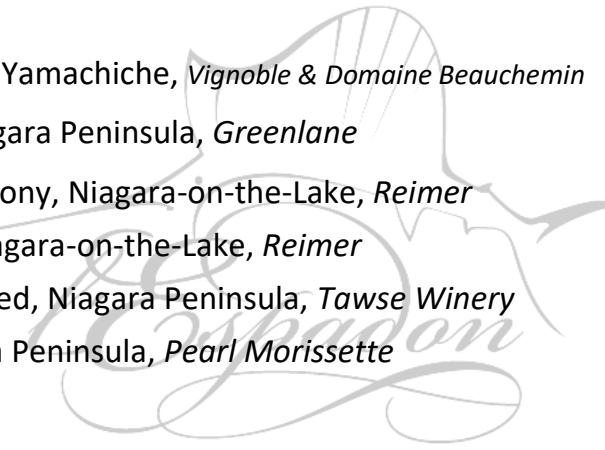 Yamachiche, Vignoble & Domaine Beauchemin
gara Peninsula, Greenlane
ony, Niagara-on-the-Lake, Reimer
agara-on-the-Lake, Reimer
ed, Niagara Peninsula, Tawse Winery
Peninsula, Pearl Morissette
l'Espadon